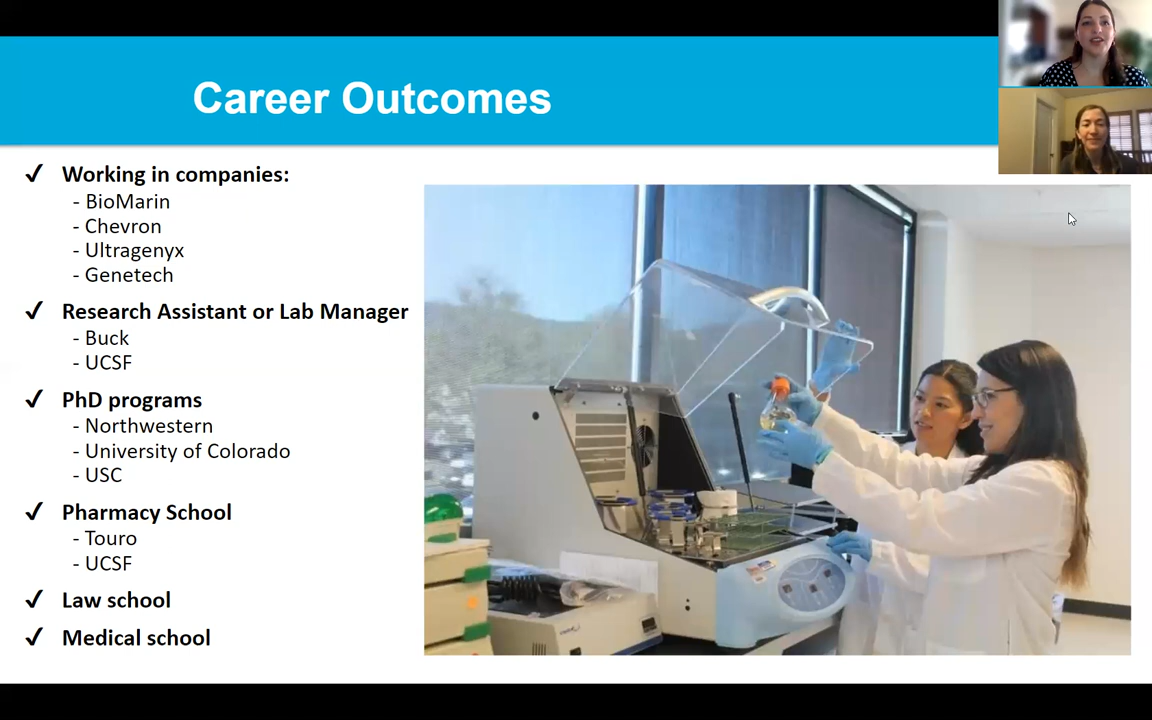 Career Outcomes
✓ Working in companies:
- BioMarin
- Chevron
- Ultragenyx
- Genetech
✓ Research Assistant or Lab Manager
- Buck
- UCSF
✓ PhD programs
- Northwestern
- University of Colorado
- USC
✓ Pharmacy School
- Touro
- UCSF
✓ Law school
✓ Medical school